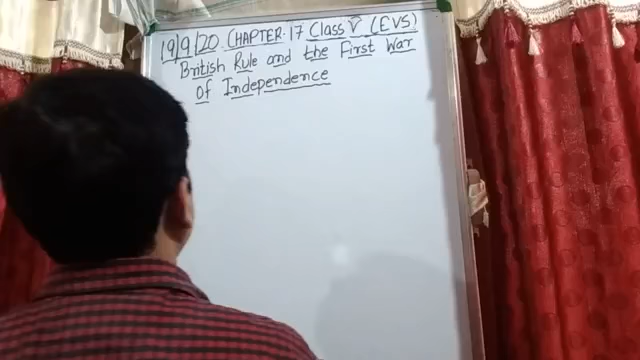 19/9/20 CHAPTER:17 Class V (EVS)
British Rule and the First War
of Independence